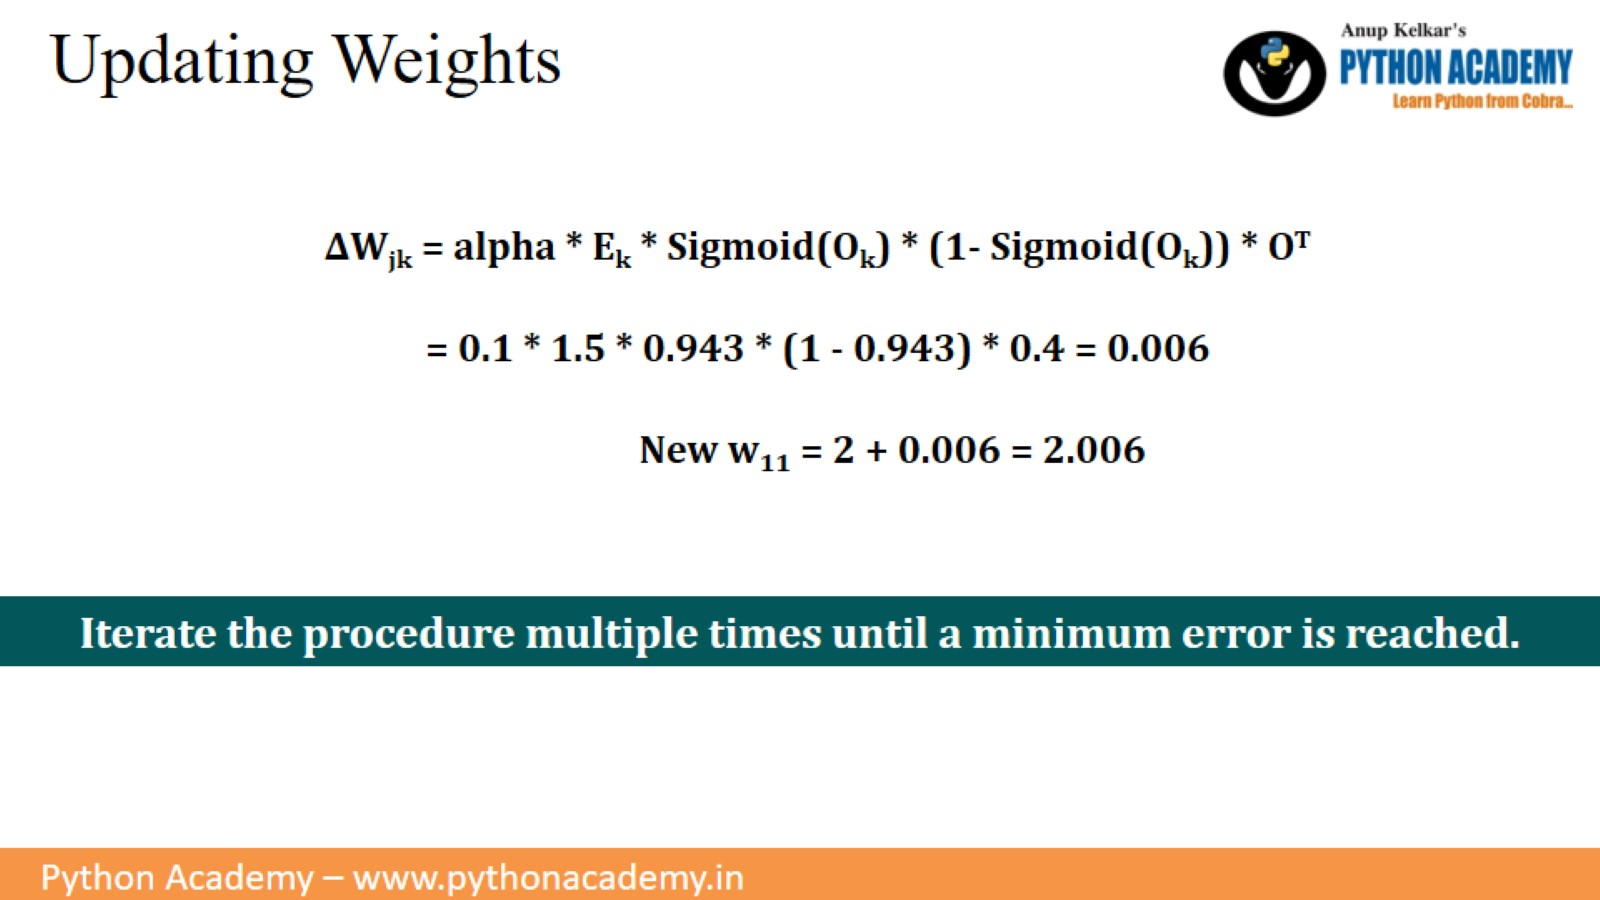 Updating Weights
Anup Kelkar's
PYTHON ACADEMY
Learn Python from Cobra...
ΔWjk = alpha * Ek * Sigmoid(Ok) * (1- Sigmoid(Ok)) * OT
= 0.1 * 1.5 * 0.943 * (1 - 0.943) * 0.4 = 0.006
New w11 = 2 + 0.006 = 2.006
Iterate the procedure multiple times until a minimum error is reached.
Python Academy – www.pythonacademy.in